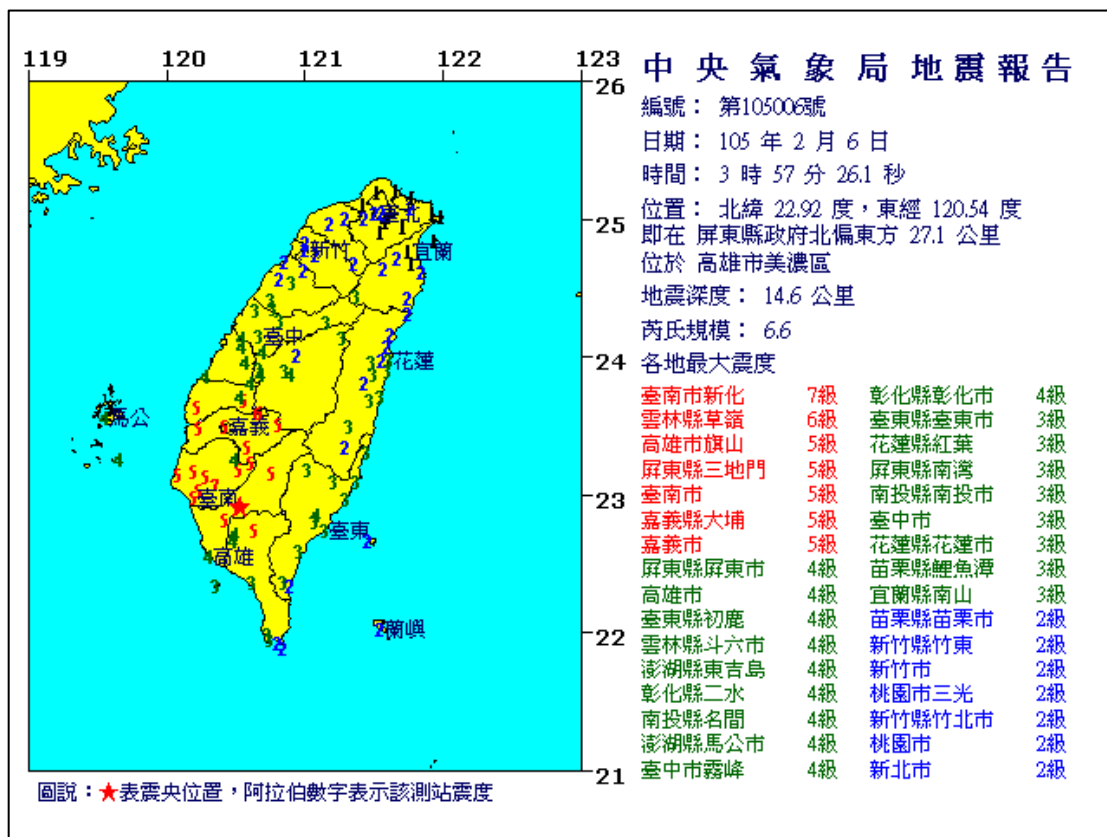 119 120 121 122 123
26
25
24
23
22
21
新竹
臺北
宜蘭
臺中
花蓮
馬公
嘉義
臺南
臺東
高雄
蘭嶼
圖說：★表震央位置，阿拉伯數字表示該測站震度
中央氣象局地震報告
編號： 第105006號
日期： 105 年 2 月 6 日
時間： 3 時 57 分 26.1 秒
位置： 北緯 22.92 度，東經 120.54 度
即在 屏東縣政府北偏東方 27.1 公里
位於 高雄市美濃區
地震深度： 14.6 公里
芮氏規模： 6.6
各地最大震度
臺南市新化 7級 彰化縣彰化市 4級
雲林縣草嶺 6級 臺東縣臺東市 3級
高雄市旗山 5級 花蓮縣紅葉 3級
屏東縣三地門 5級 屏東縣南灣 3級
臺南市 5級 南投縣南投市 3級
嘉義縣大埔 5級 臺中市 3級
嘉義市 5級 花蓮縣花蓮市 3級
屏東縣屏東市 4級 苗栗縣鯉魚潭 3級
高雄市 4級 宜蘭縣南山 3級
臺東縣初鹿 4級 苗栗縣苗栗市 2級
雲林縣斗六市 4級 新竹縣竹東 2級
澎湖縣東吉島 4級 新竹市 2級
彰化縣二水 4級 桃園市三光 2級
南投縣名間 4級 新竹縣竹北市 2級
澎湖縣馬公市 4級 桃園市 2級
臺中市霧峰 4級 新北市 2級